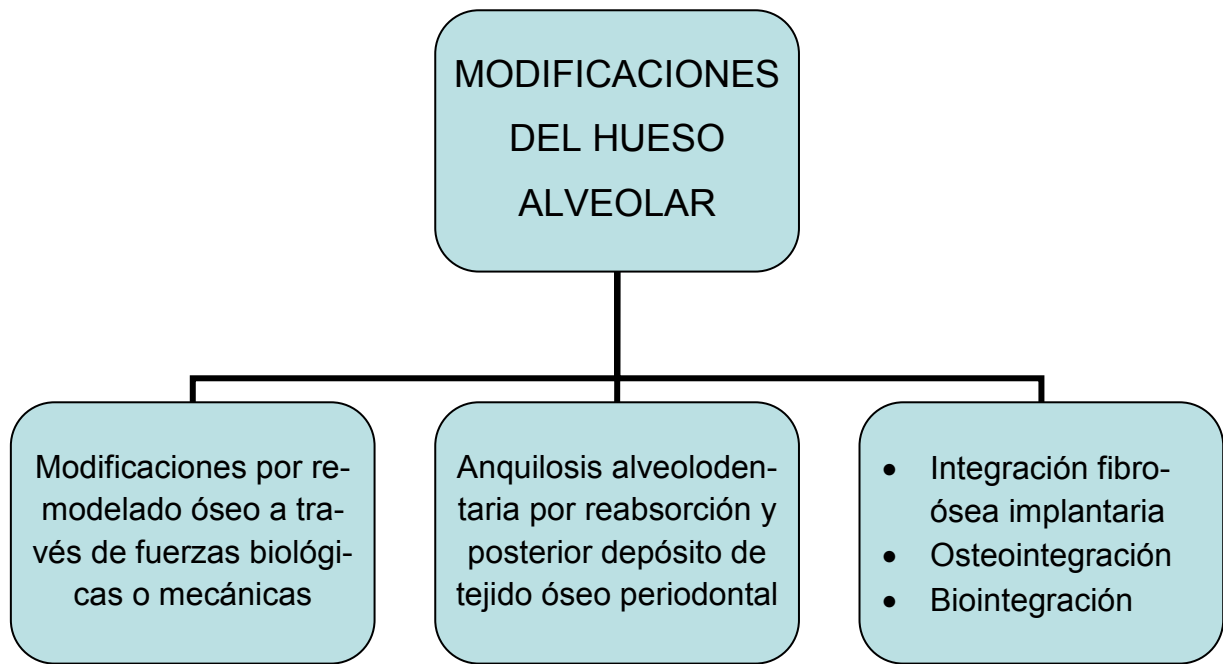 MODIFICACIONES
DEL HUESO
ALVEOLAR
Modificaciones por re-
modelado óseo a tra-
vés de fuerzas biológi-
cas o mecánicas
Anquilosis alveoloden-
taria por reabsorción y
posterior depósito de
tejido óseo periodontal
• Integración fibro-
ósea implantaria
• Osteointegración
• Biointegración